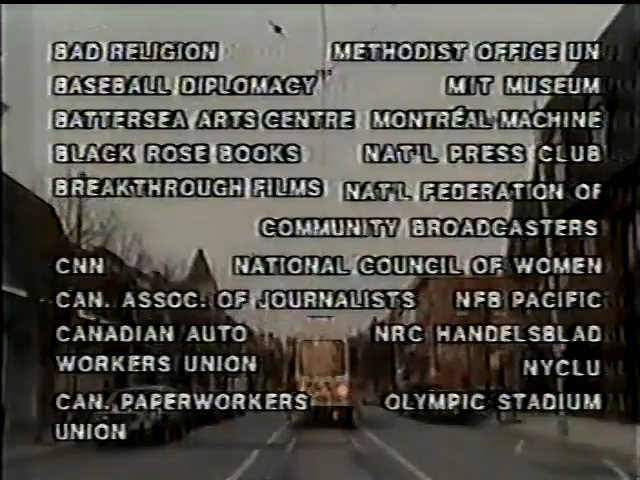 BAD RELIGION
METHODIST OFFICE UN
BASEBALL DIPLOMACY
MIT MUSEUM
BATTERSEA ARTS CENTRE
MONTRÉAL MACHINE
BLACK ROSE BOOKS
NAT'L PRESS CLUB
BREAKTHROUGH FILMS
NAT'L FEDERATION OF
COMMUNITY BROADCASTERS
CNN
NATIONAL COUNCIL OF WOMEN
CAN. ASSOC. OF JOURNALISTS
NFB PACIFIC
CANADIAN AUTO
NRC HANDELSBLAD
WORKERS UNION
NYCLU
CAN. PAPERWORKERS
OLYMPIC STADIUM
UNION